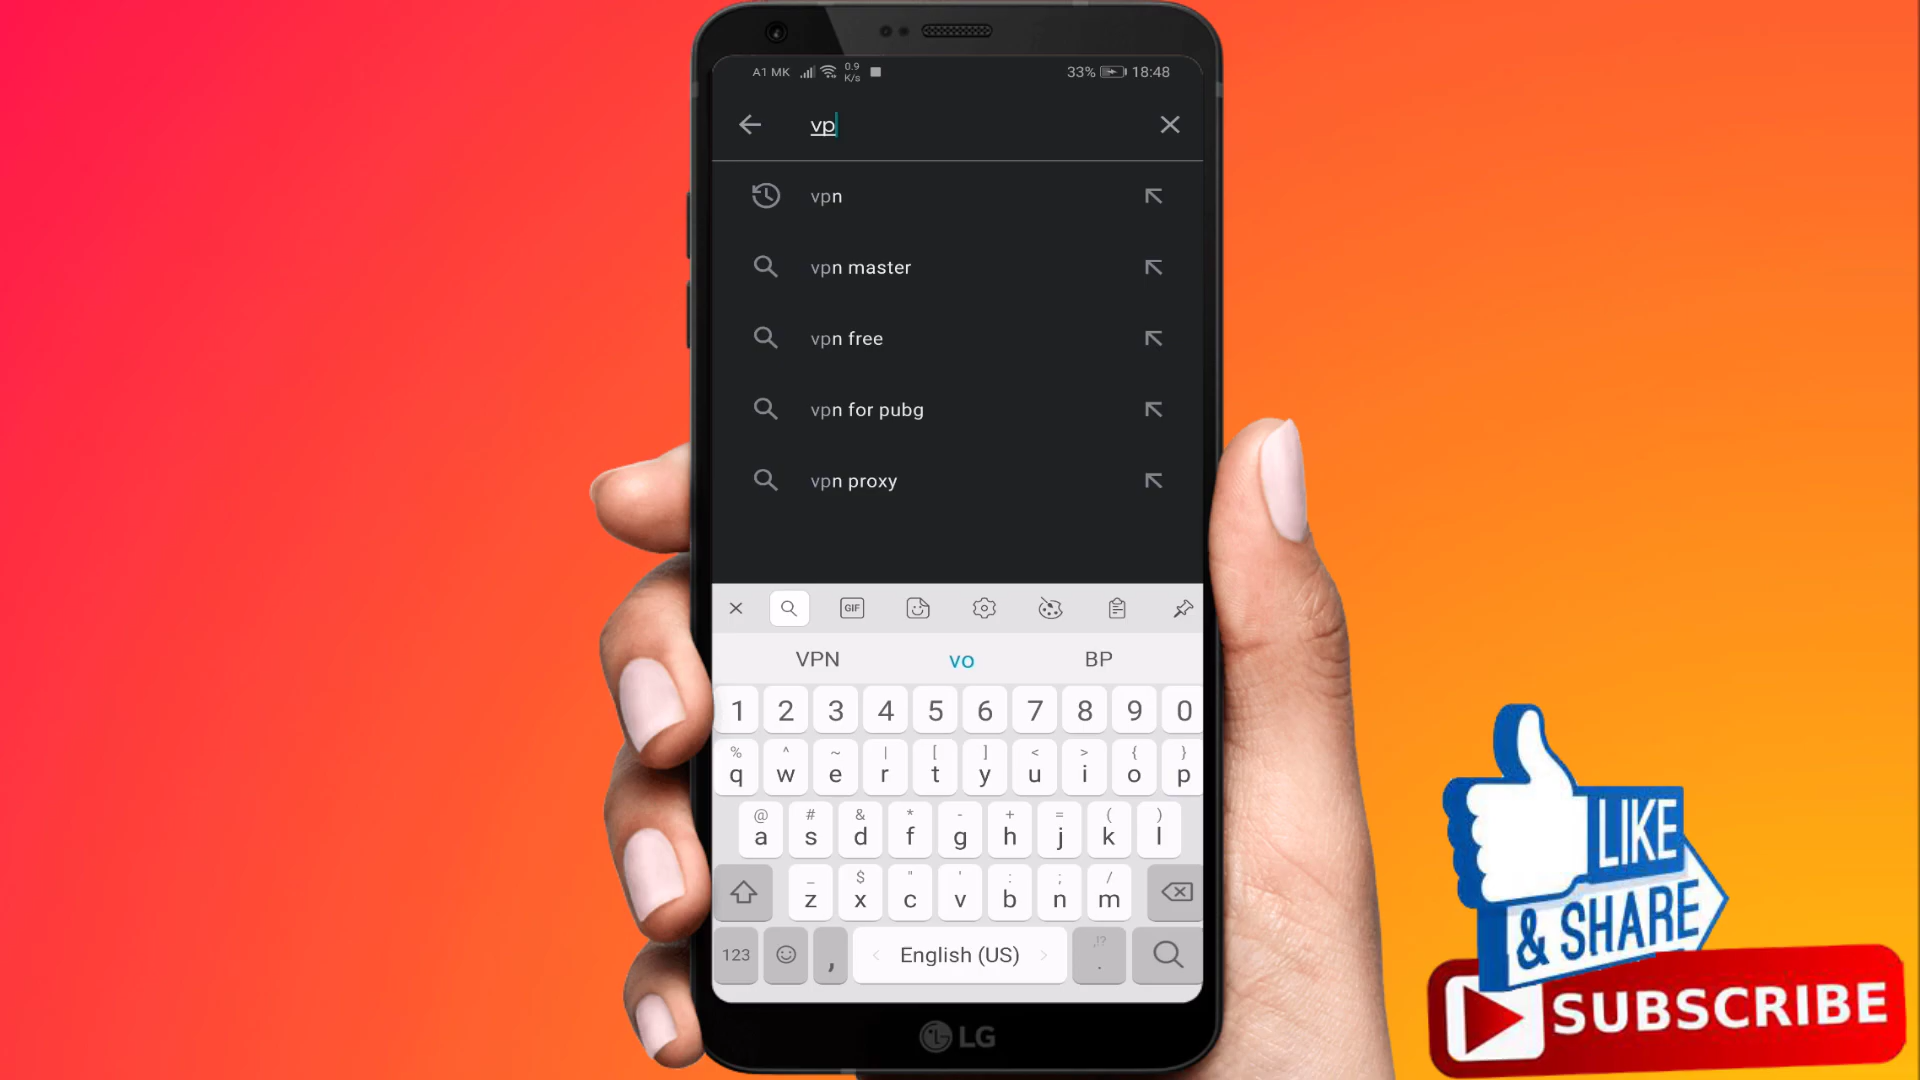 A1 MK 0.9 K/s 33% 18:48
vp
vpn
vpn master
vpn free
vpn for pubg
vpn proxy
GIF
VPN vo BP
1 2 3 4 5 6 7 8 9 0
% ^ ~ | [ ] < > { }
q w e r t y u i o p
@ # & * - + = ( )
a s d f g h j k l
_ $ " ' : ; /
z x c v b n m
,!?
123 , English (US) .
LG
LIKE
& SHARE
SUBSCRIBE